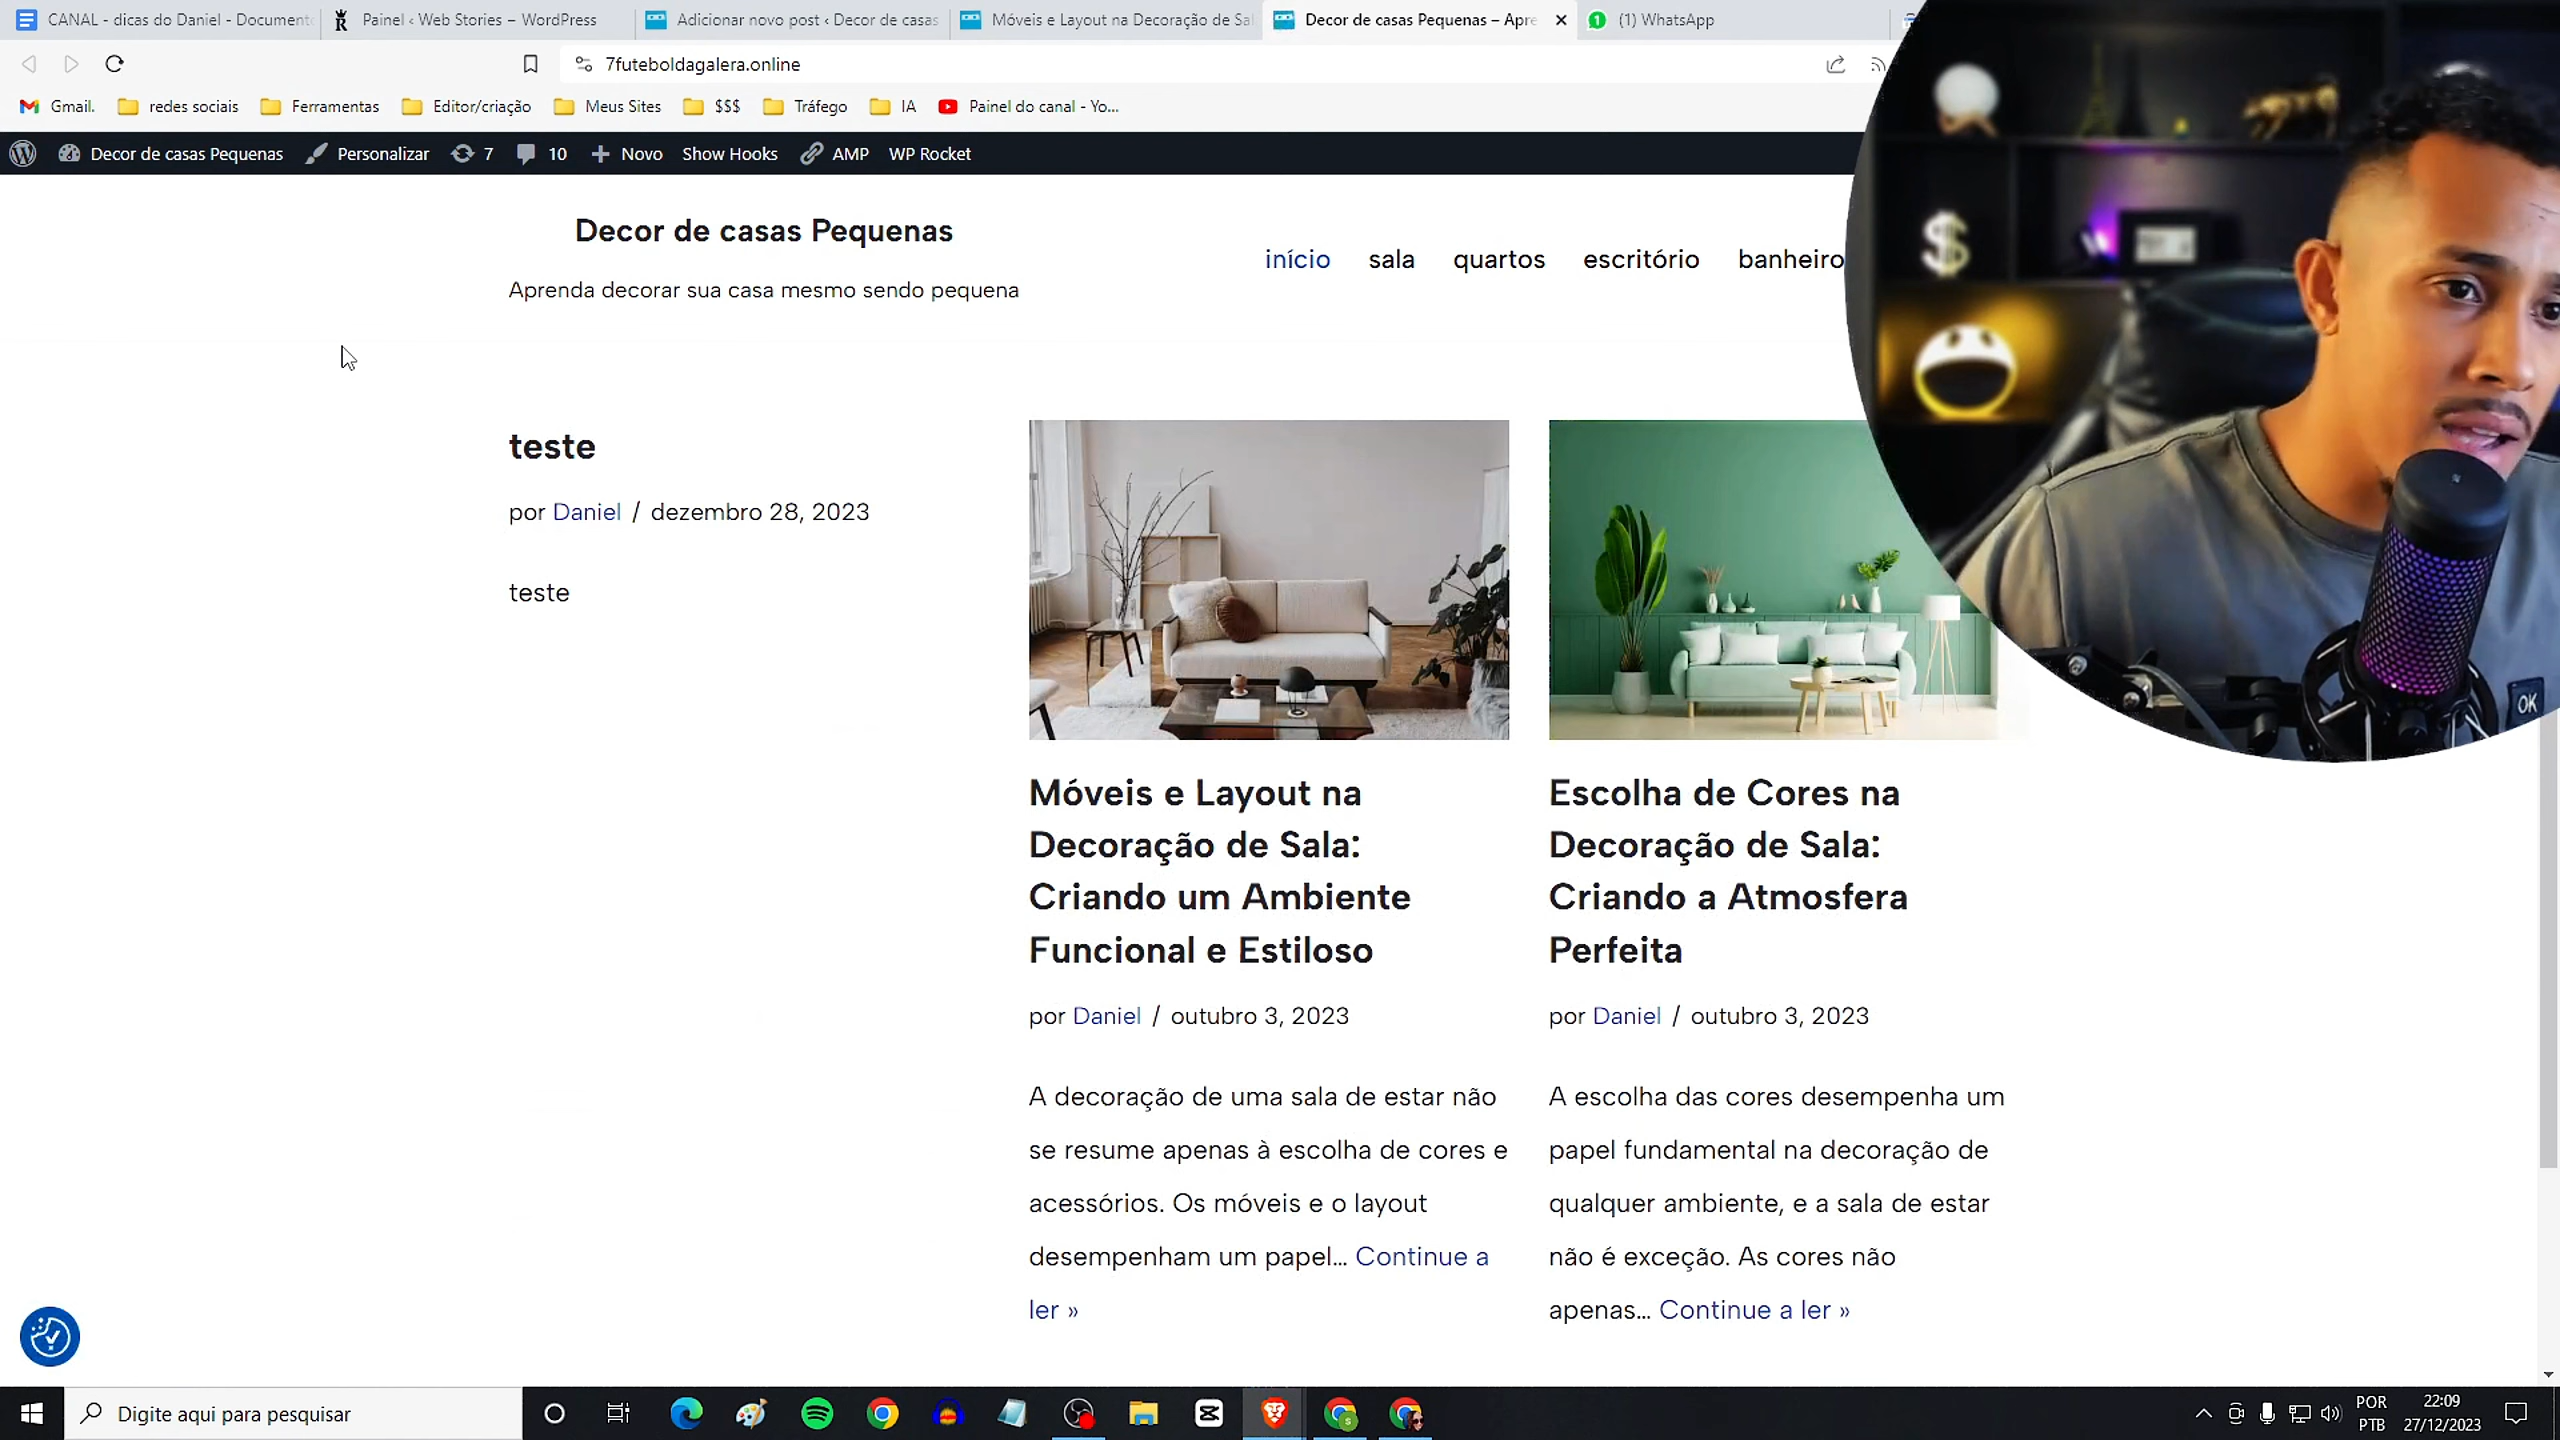 CANAL - dicas do Daniel - Document
Painel ‹ Web Stories – WordPress
Adicionar novo post ‹ Decor de casas
Móveis e Layout na Decoração de Sal
Decor de casas Pequenas – Apre
(1) WhatsApp
7futeboldagalera.online
Gmail.
redes sociais
Ferramentas
Editor/criação
Meus Sites
$$$
Tráfego
IA
Painel do canal - Yo...
Decor de casas Pequenas
Personalizar
7
10
Novo
Show Hooks
AMP
WP Rocket
Decor de casas Pequenas
Aprenda decorar sua casa mesmo sendo pequena
início
sala
quartos
escritório
banheiro
teste
por Daniel / dezembro 28, 2023
teste
Móveis e Layout na
Decoração de Sala:
Criando um Ambiente
Funcional e Estiloso
por Daniel / outubro 3, 2023
A decoração de uma sala de estar não
se resume apenas à escolha de cores e
acessórios. Os móveis e o layout
desempenham um papel… Continue a
ler »
Escolha de Cores na
Decoração de Sala:
Criando a Atmosfera
Perfeita
por Daniel / outubro 3, 2023
A escolha das cores desempenha um
papel fundamental na decoração de
qualquer ambiente, e a sala de estar
não é exceção. As cores não
apenas… Continue a ler »
$
OK
Digite aqui para pesquisar
POR
PTB
22:09
27/12/2023